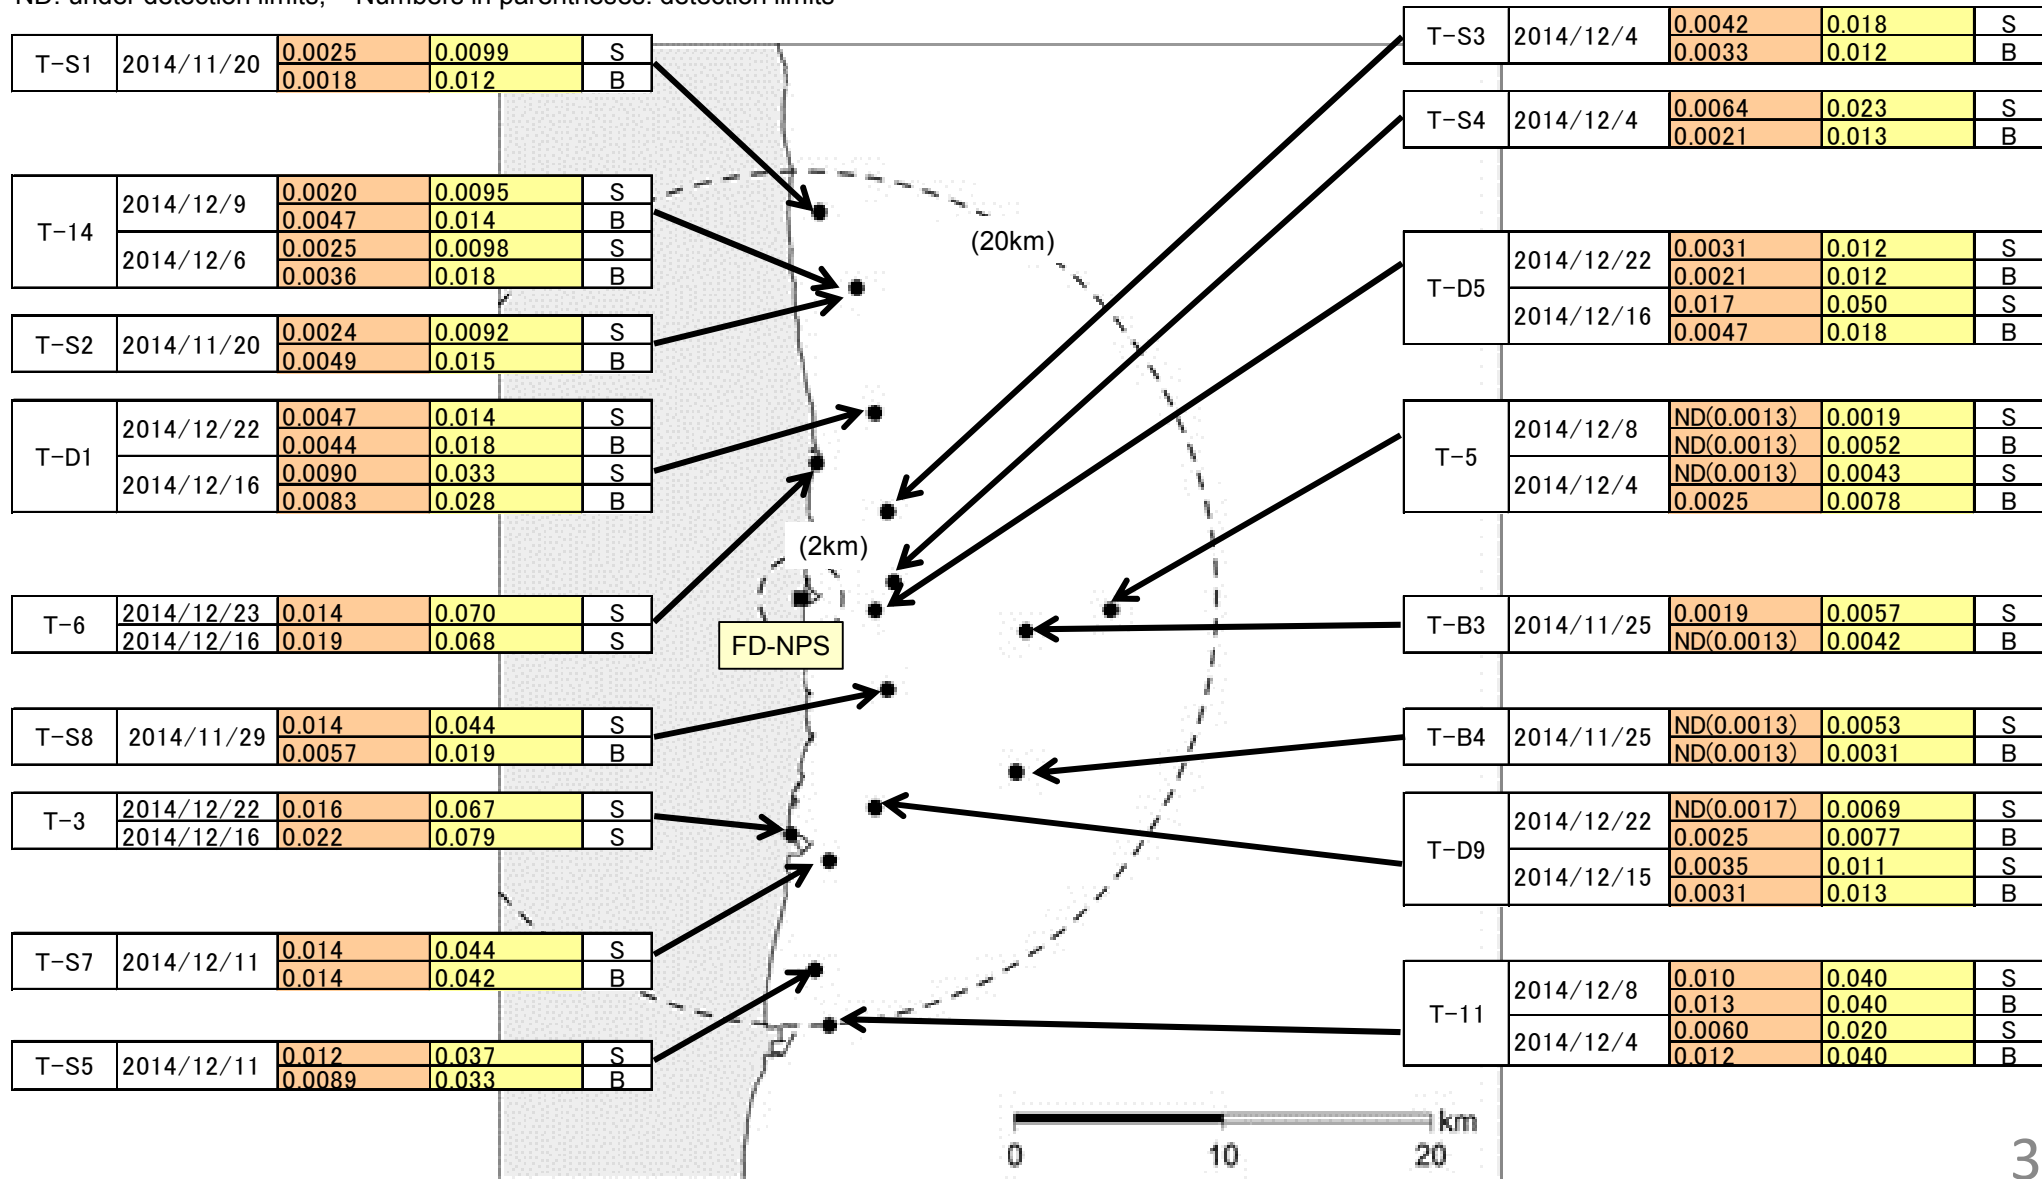 ND: under detection limits, Numbers in parentheses: detection limits
T-S1 2014/11/20 0.0025 0.0099 S
0.0018 0.012 B
T-14 2014/12/9 0.0020 0.0095 S
0.0047 0.014 B
2014/12/6 0.0025 0.0098 S
0.0036 0.018 B
T-S2 2014/11/20 0.0024 0.0092 S
0.0049 0.015 B
T-D1 2014/12/22 0.0047 0.014 S
0.0044 0.018 B
2014/12/16 0.0090 0.033 S
0.0083 0.028 B
T-6 2014/12/23 0.014 0.070 S
2014/12/16 0.019 0.068 S
T-S8 2014/11/29 0.014 0.044 S
0.0057 0.019 B
T-3 2014/12/22 0.016 0.067 S
2014/12/16 0.022 0.079 S
T-S7 2014/12/11 0.014 0.044 S
0.014 0.042 B
T-S5 2014/12/11 0.012 0.037 S
0.0089 0.033 B
(20km)
(2km)
FD-NPS
T-S3 2014/12/4 0.0042 0.018 S
0.0033 0.012 B
T-S4 2014/12/4 0.0064 0.023 S
0.0021 0.013 B
T-D5 2014/12/22 0.0031 0.012 S
0.0021 0.012 B
2014/12/16 0.017 0.050 S
0.0047 0.018 B
T-5 2014/12/8 ND(0.0013) 0.0019 S
ND(0.0013) 0.0052 B
2014/12/4 ND(0.0013) 0.0043 S
0.0025 0.0078 B
T-B3 2014/11/25 0.0019 0.0057 S
ND(0.0013) 0.0042 B
T-B4 2014/11/25 ND(0.0013) 0.0053 S
ND(0.0013) 0.0031 B
T-D9 2014/12/22 ND(0.0017) 0.0069 S
0.0025 0.0077 B
2014/12/15 0.0035 0.011 S
0.0031 0.013 B
T-11 2014/12/8 0.010 0.040 S
0.013 0.040 B
2014/12/4 0.0060 0.020 S
0.012 0.040 B
km
0 10 20
3